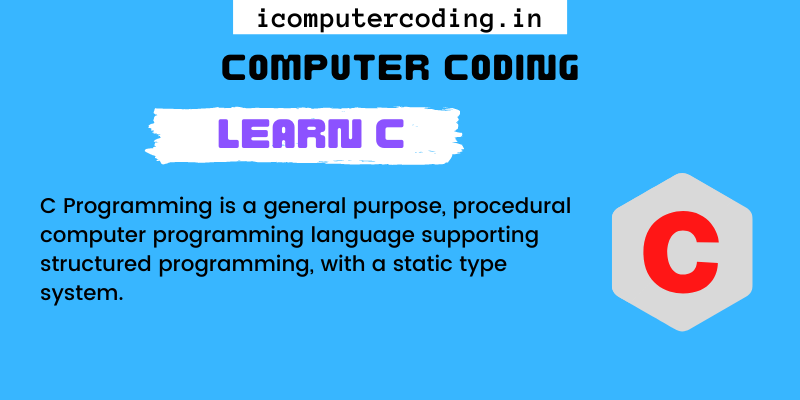 icomputercoding.in
COMPUTER CODING
LEARN C
C Programming is a general purpose, procedural
computer programming language supporting
structured programming, with a static type
system.
C